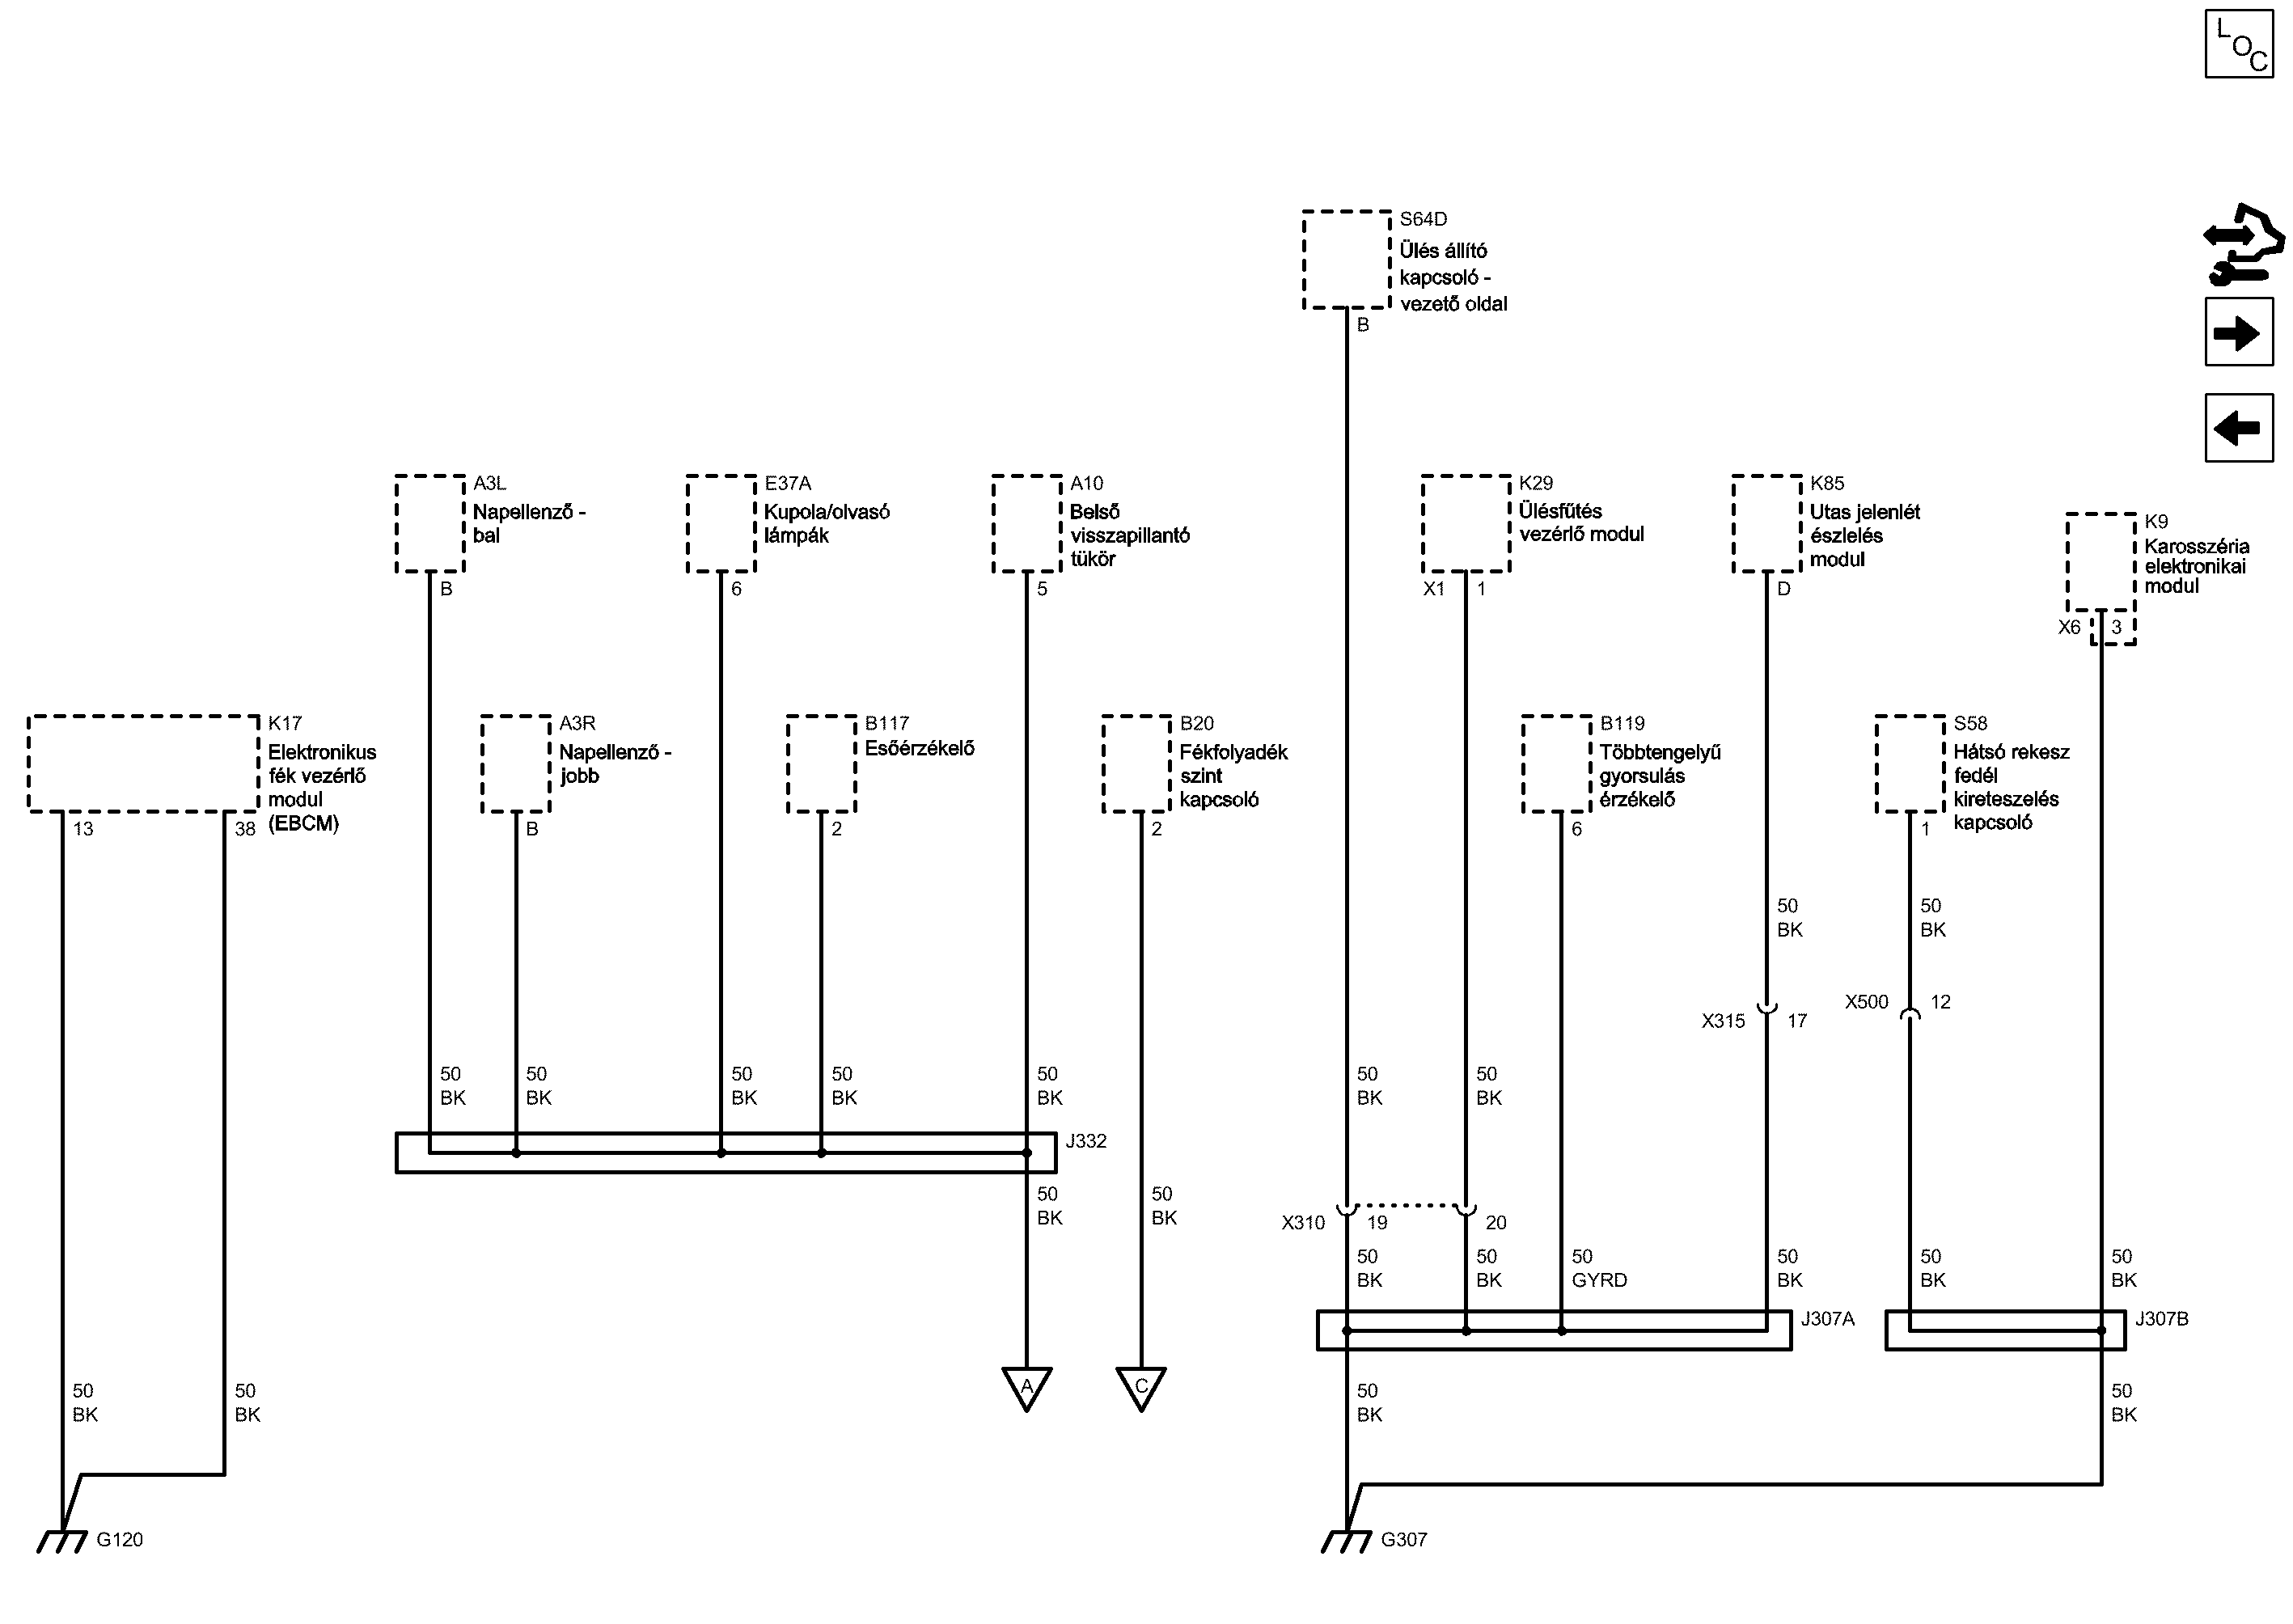 L
O
C
S64D
Ülés állító
kapcsoló -
vezető oldal
B
A3L
Napellenző -
bal
B
E37A
Kupola/olvasó
lámpák
6
A10
Belső
visszapillantó
tükör
5
K29
Ülésfűtés
vezérlő modul
X1 1
K85
Utas jelenlét
észlelés
modul
D
K9
Karosszéria
elektronikai
modul
X6 3
K17
Elektronikus
fék vezérlő
modul
(EBCM)
13 38
A3R
Napellenző -
jobb
B
B117
Esőérzékelő
2
B20
Fékfolyadék
szint
kapcsoló
2
B119
Többtengelyű
gyorsulás
érzékelő
6
S58
Hátsó rekesz
fedél
kireteszelés
kapcsoló
1
50 50
BK BK
X315 17
X500 12
50 50 50 50 50 50 50
BK BK BK BK BK BK BK
J332
50 50
BK BK
X310 19 20
50 50 50 50 50 50
BK BK GYRD BK BK BK
J307A J307B
A C
50 50 50 50
BK BK BK BK
G120 G307